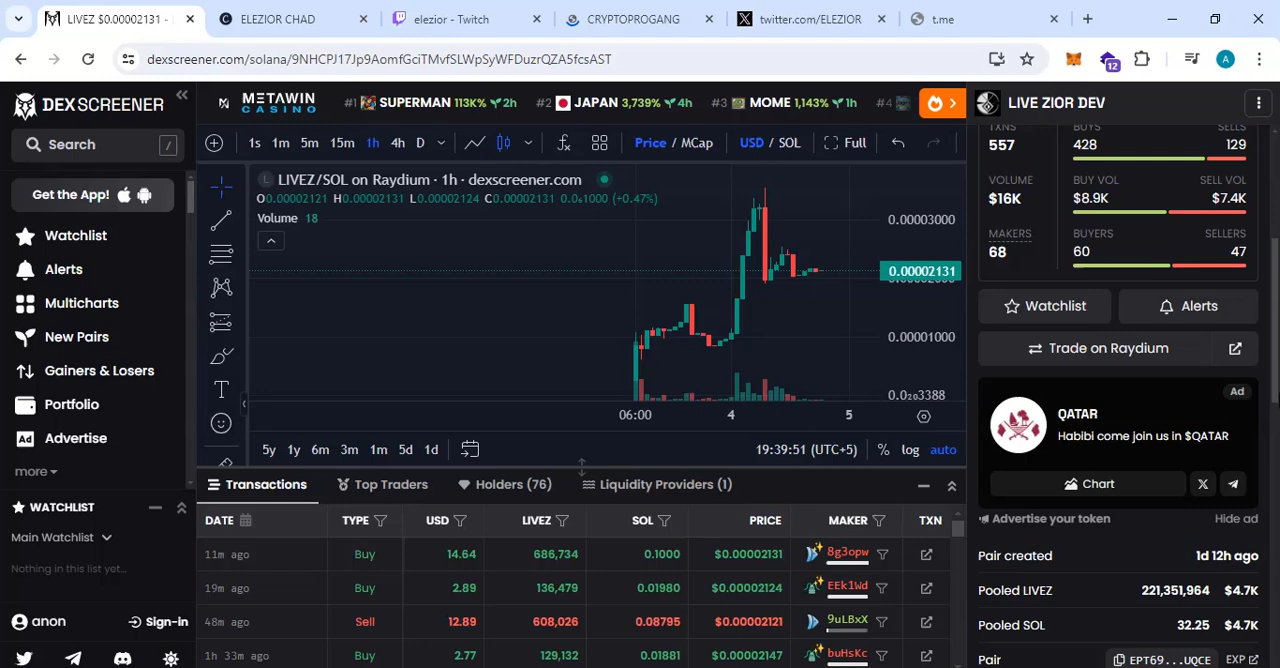 LIVEZ $0.00002131 -
ELEZIOR CHAD
elezior - Twitch
CRYPTOPROGANG
twitter.com/ELEZIOR
t.me
dexscreener.com/solana/9NHCPJ17Jp9AomfGciTMvfSLWpSyWFDuzrQZA5fcsAST
12
A
DEX SCREENER
Search /
Get the App!
Watchlist
Alerts
Multicharts
New Pairs
Gainers & Losers
Portfolio
Ad Advertise
more
WATCHLIST
Main Watchlist
Nothing in this list yet...
anon Sign-in
METAWIN CASINO
#1 SUPERMAN 113K% 2h #2 JAPAN 3,739% 4h #3 MOME 1,143% 1h #4
1s 1m 5m 15m 1h 4h D Price / MCap USD / SOL Full
L LIVEZ/SOL on Raydium · 1h · dexscreener.com
O0.00002121 H0.00002131 L0.00002124 C0.00002131 0.0₆1000 (+0.47%)
Volume 18
0.00003000
0.00002131
0.00001000
0.0₅3388
06:00 4 5
5y 1y 6m 3m 1m 5d 1d 19:39:51 (UTC+5) % log auto
Transactions Top Traders Holders (76) Liquidity Providers (1)
DATE TYPE USD LIVEZ SOL PRICE MAKER TXN
11m ago Buy 14.64 686,734 0.1000 $0.00002131 8g3opw
19m ago Buy 2.89 136,479 0.01980 $0.00002124 EEk1Wd
48m ago Sell 12.89 608,026 0.08795 $0.00002121 9uLBxX
1h 33m ago Buy 2.77 129,132 0.01881 $0.00002147 buHsKc
LIVE ZIOR DEV
TXNS BUYS SELLS
557 428 129
VOLUME BUY VOL SELL VOL
$16K $8.9K $7.4K
MAKERS BUYERS SELLERS
68 60 47
Watchlist Alerts
Trade on Raydium
Ad
QATAR
Habibi come join us in $QATAR
Chart
Advertise your token Hide ad
Pair created 1d 12h ago
Pooled LIVEZ 221,351,964 $4.7K
Pooled SOL 32.25 $4.7K
Pair EPT69...UQCE EXP